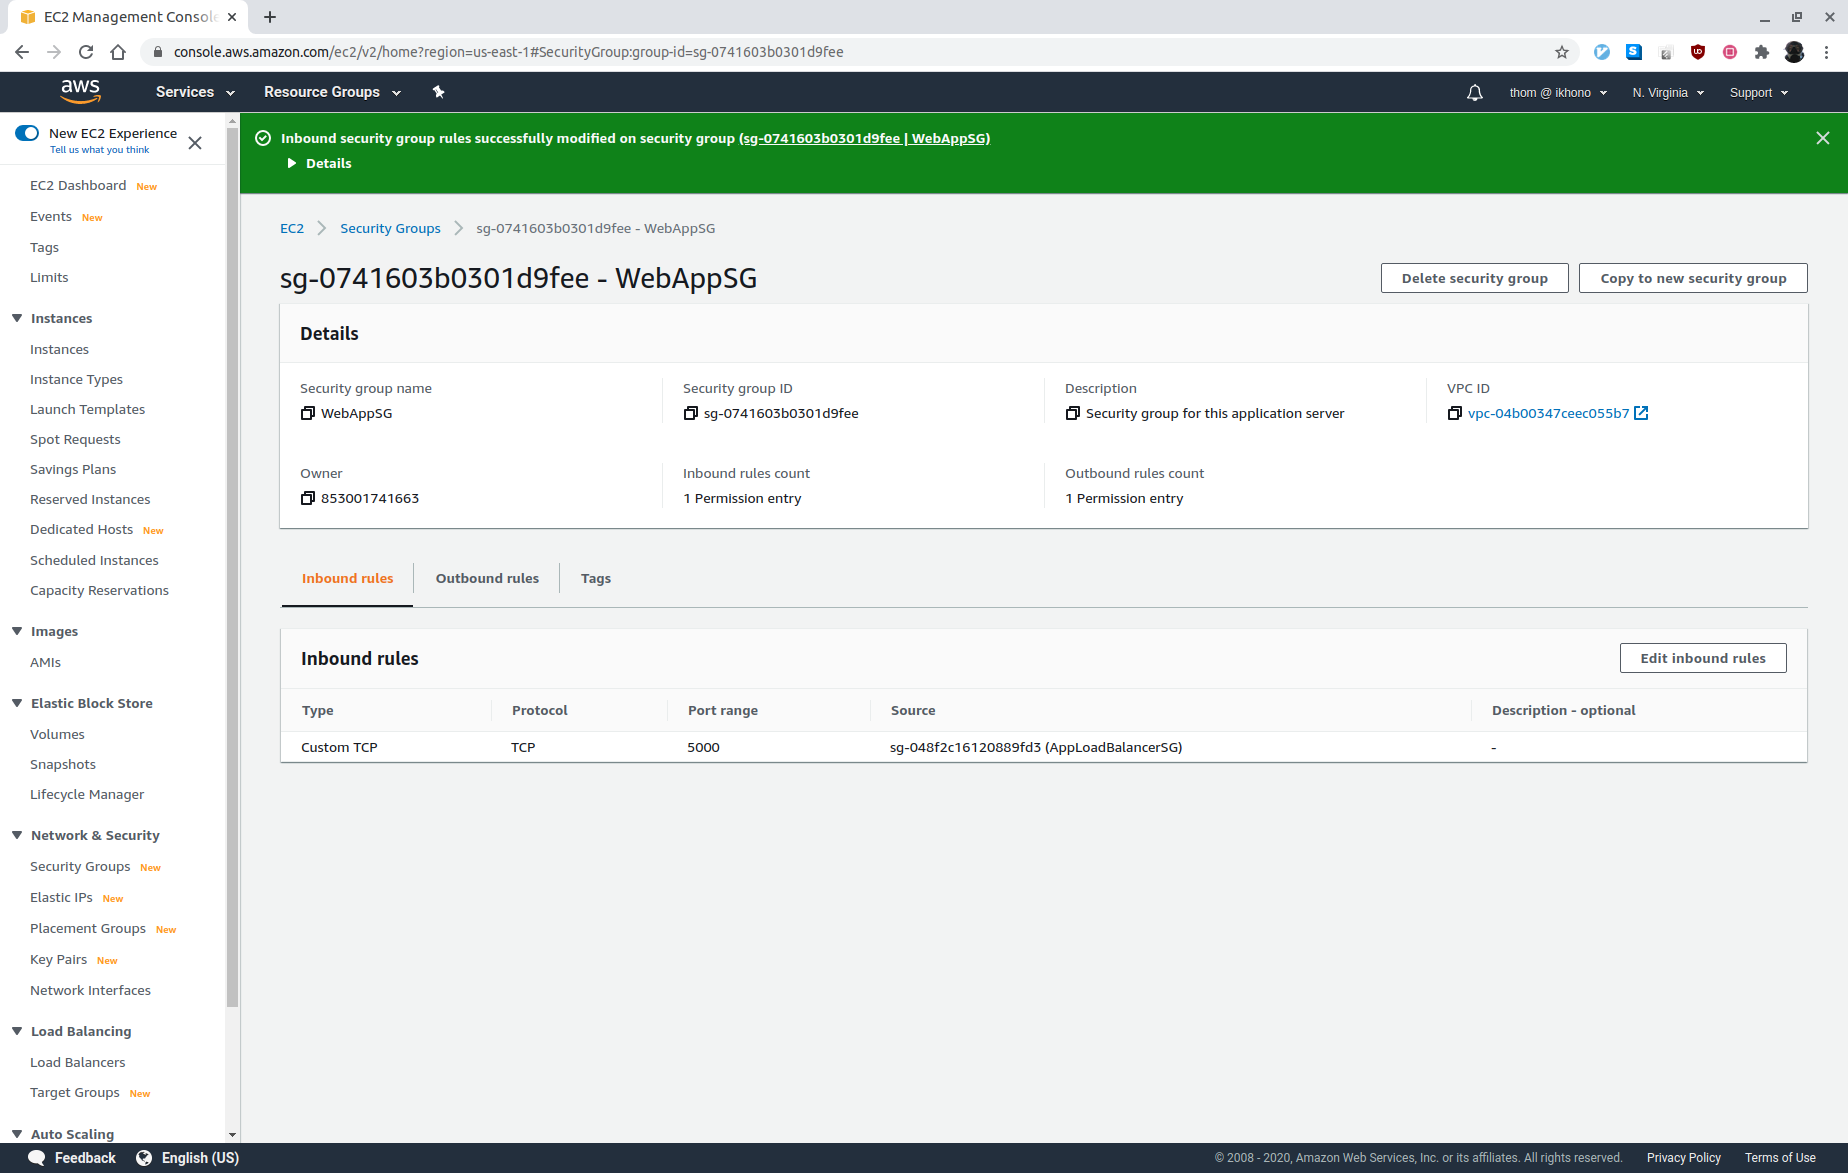 EC2 Management Console
console.aws.amazon.com/ec2/v2/home?region=us-east-1#SecurityGroup:group-id=sg-0741603b0301d9fee
aws Services Resource Groups thom @ ikhono N. Virginia Support
New EC2 Experience
Tell us what you think
EC2 Dashboard New
Events New
Tags
Limits
Instances
Instances
Instance Types
Launch Templates
Spot Requests
Savings Plans
Reserved Instances
Dedicated Hosts New
Scheduled Instances
Capacity Reservations
Images
AMIs
Elastic Block Store
Volumes
Snapshots
Lifecycle Manager
Network & Security
Security Groups New
Elastic IPs New
Placement Groups New
Key Pairs New
Network Interfaces
Load Balancing
Load Balancers
Target Groups New
Auto Scaling
Inbound security group rules successfully modified on security group (sg-0741603b0301d9fee | WebAppSG)
Details
EC2 Security Groups sg-0741603b0301d9fee - WebAppSG
sg-0741603b0301d9fee - WebAppSG
Delete security group Copy to new security group
Details
Security group name Security group ID Description VPC ID
WebAppSG sg-0741603b0301d9fee Security group for this application server vpc-04b00347ceec055b7
Owner Inbound rules count Outbound rules count
853001741663 1 Permission entry 1 Permission entry
Inbound rules Outbound rules Tags
Inbound rules Edit inbound rules
Type Protocol Port range Source Description - optional
Custom TCP TCP 5000 sg-048f2c16120889fd3 (AppLoadBalancerSG) -
Feedback English (US) © 2008 - 2020, Amazon Web Services, Inc. or its affiliates. All rights reserved. Privacy Policy Terms of Use